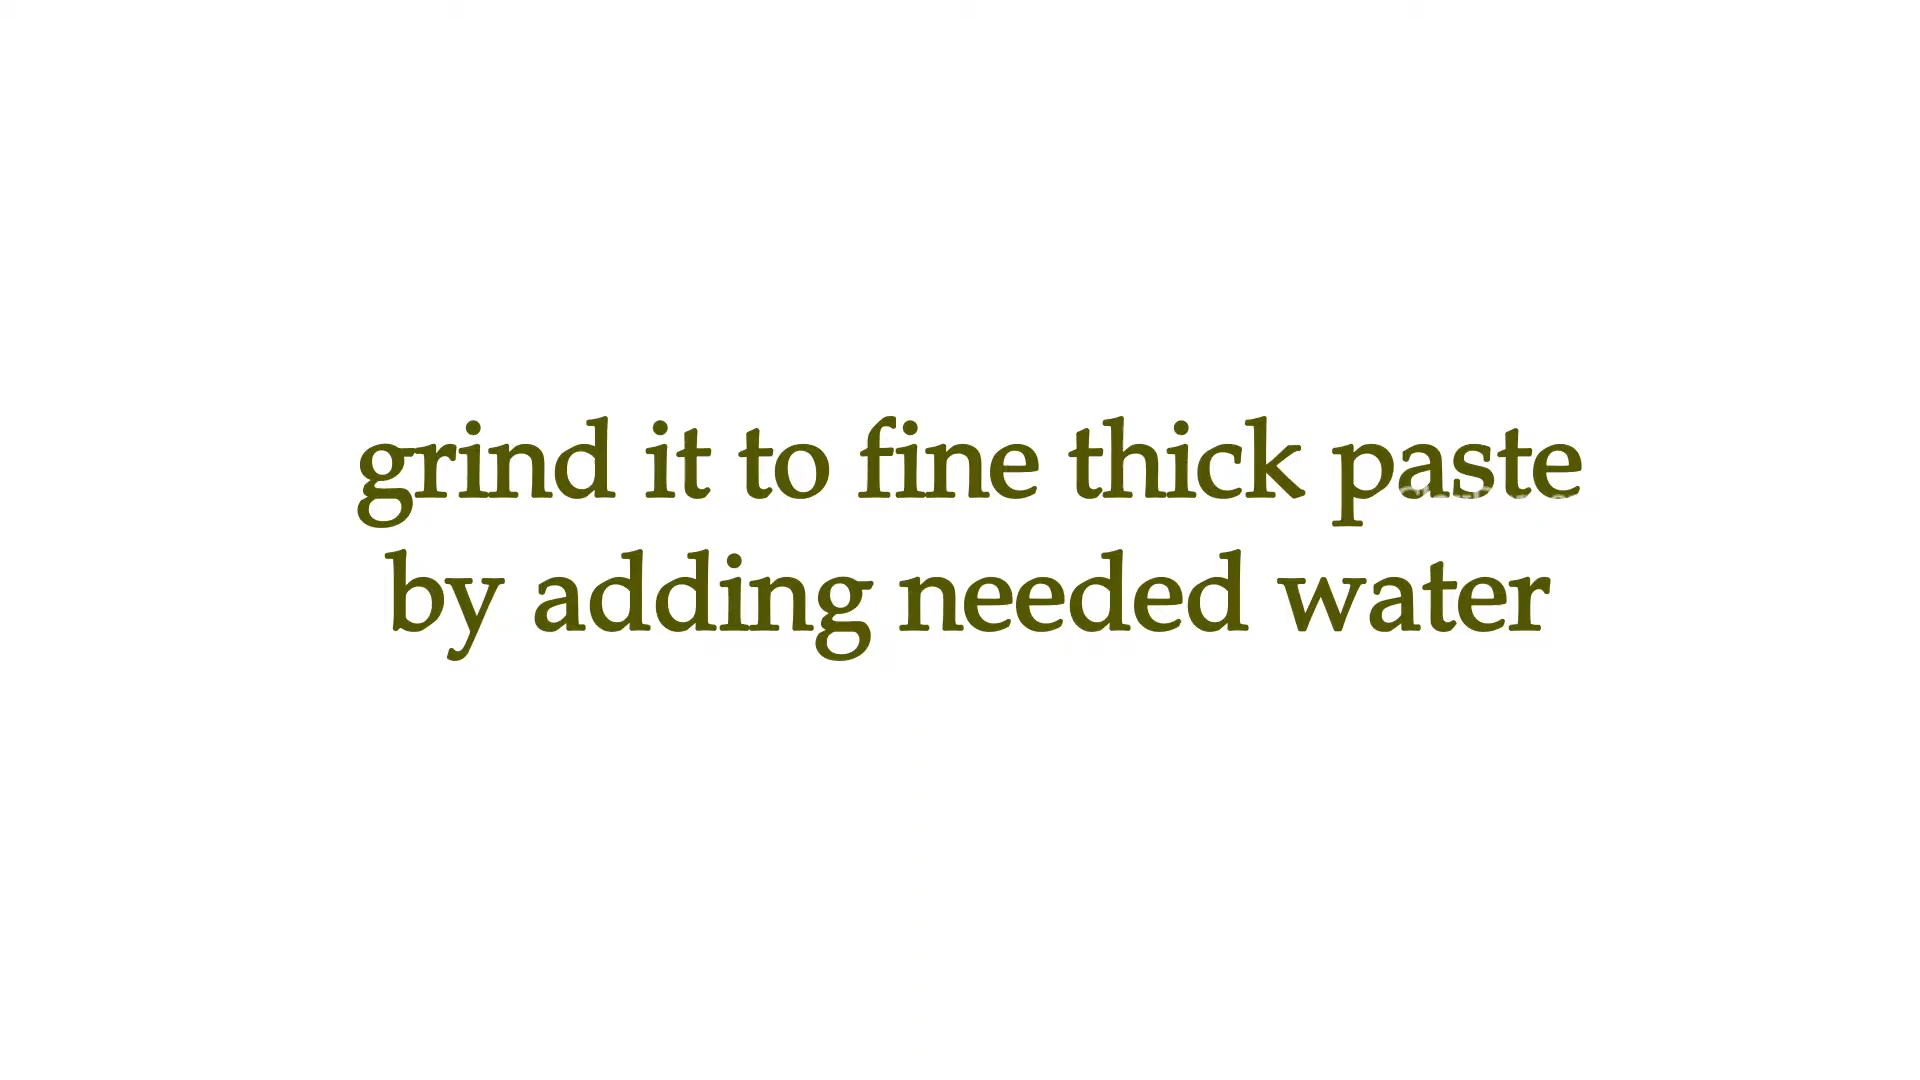 grind it to fine thick paste
by adding needed water